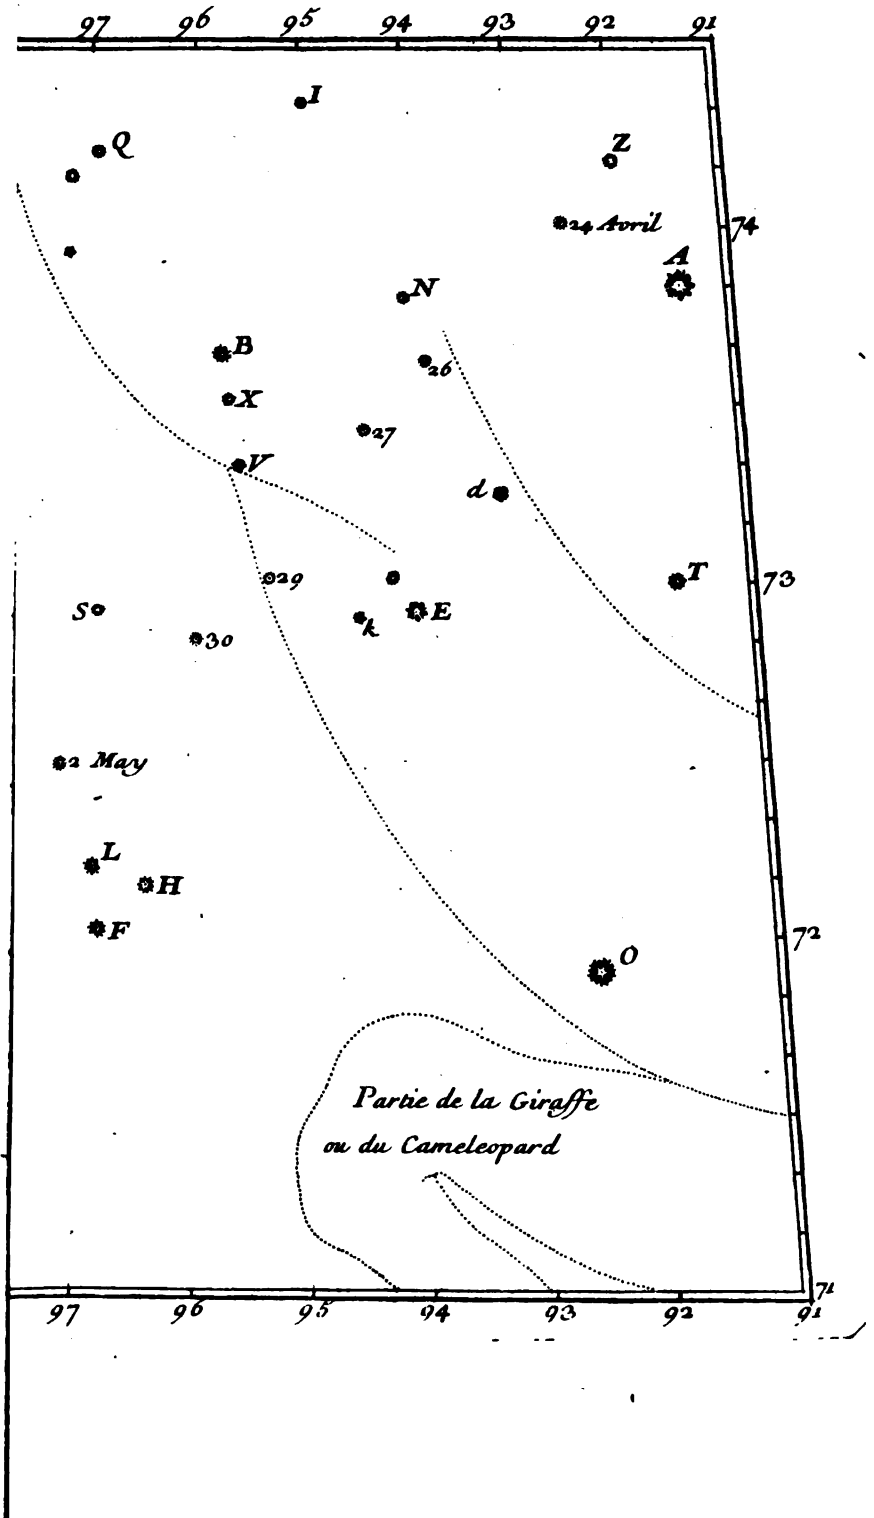 97 96 95 94 93 92 91
I
Q
Z
24 Avril
74
A
N
B
26
X
27
V
d
29
T
73
S
E
k
30
2 May
L
H
F
72
O
Partie de la Giraffe
ou du Cameleopard
71
97 96 95 94 93 92 91